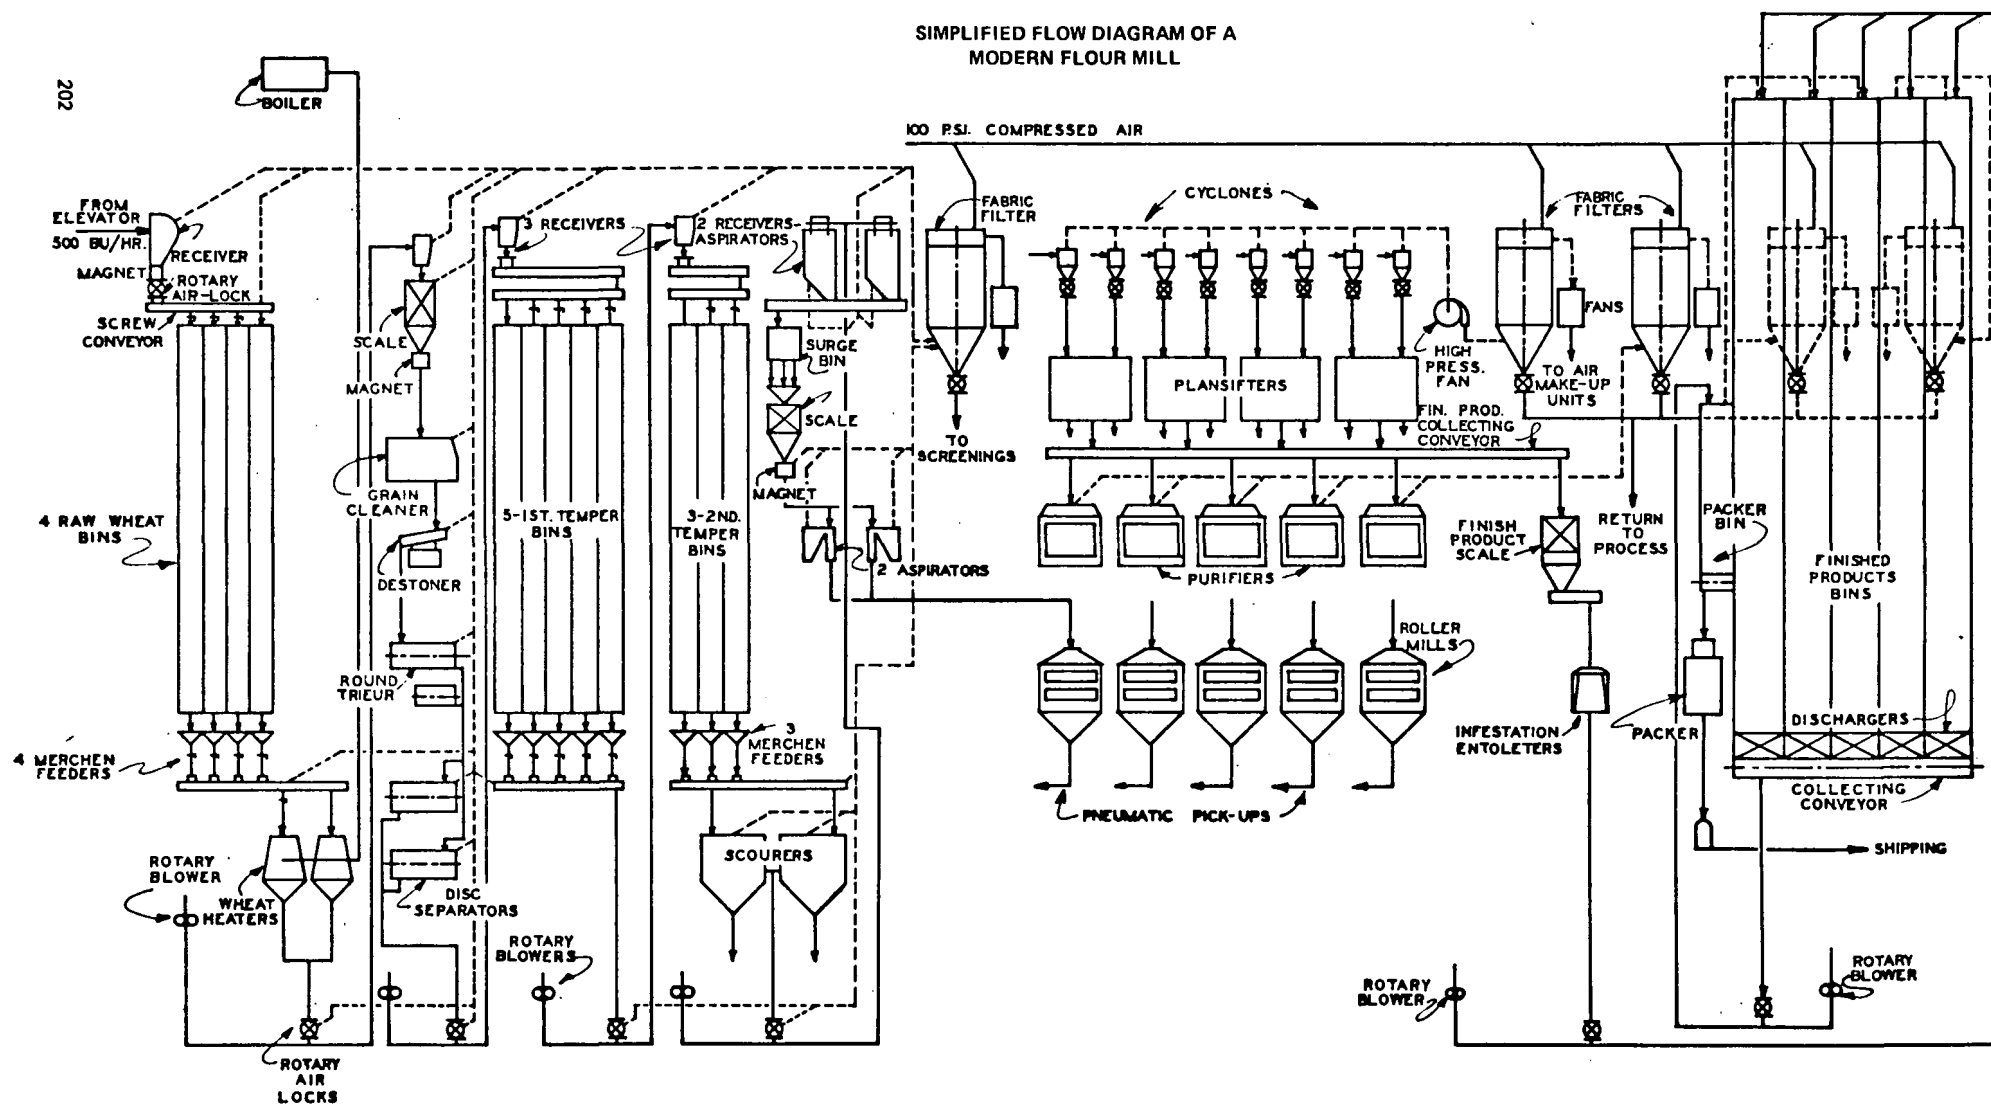 SIMPLIFIED FLOW DIAGRAM OF A
MODERN FLOUR MILL
202
BOILER
100 P.S.I. COMPRESSED AIR
FROM
ELEVATOR
500 BU/HR.
RECEIVER
MAGNET
ROTARY
AIR-LOCK
SCREW
CONVEYOR
SCALE
MAGNET
3 RECEIVERS
2 RECEIVERS-
ASPIRATORS
FABRIC
FILTER
CYCLONES
FABRIC
FILTERS
SURGE
BIN
SCALE
MAGNET
TO
SCREENINGS
PLANSIFTERS
HIGH
PRESS.
FAN
FANS
TO AIR
MAKE-UP
UNITS
FIN. PROD.
COLLECTING
CONVEYOR
GRAIN
CLEANER
4 RAW WHEAT
BINS
5-1ST. TEMPER
BINS
3-2ND.
TEMPER
BINS
DESTONER
2 ASPIRATORS
PURIFIERS
FINISH
PRODUCT
SCALE
RETURN
TO
PROCESS
PACKER
BIN
FINISHED
PRODUCTS
BINS
ROUND
TRIEUR
ROLLER
MILLS
4 MERCHEN
FEEDERS
3
MERCHEN
FEEDERS
INFESTATION
ENTOLETERS
PACKER
DISCHARGERS
COLLECTING
CONVEYOR
PNEUMATIC PICK-UPS
SHIPPING
ROTARY
BLOWER
WHEAT
HEATERS
DISC
SEPARATORS
SCOURERS
ROTARY
BLOWERS
ROTARY
BLOWER
ROTARY
BLOWER
ROTARY
AIR
LOCKS